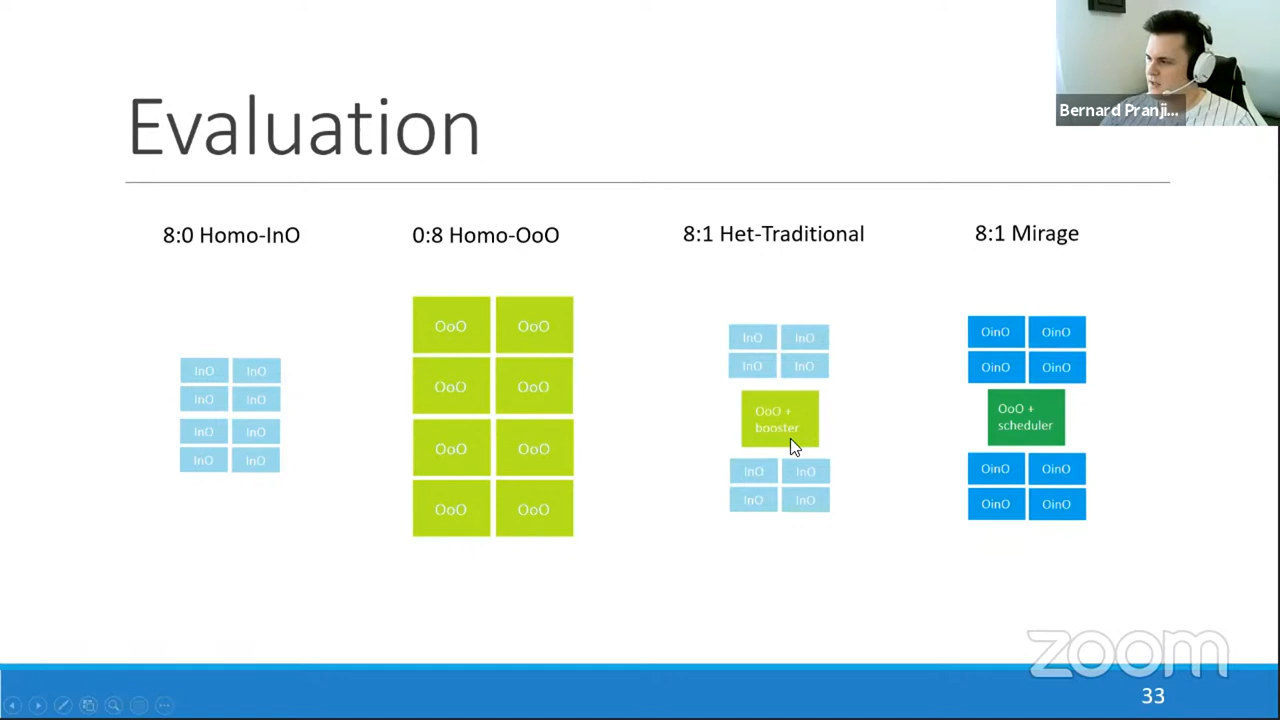 Bernard Pranji...
Evaluation
8:0 Homo-InO
0:8 Homo-OoO
8:1 Het-Traditional
8:1 Mirage
InO InO
InO InO
InO InO
InO InO
OoO OoO
OoO OoO
OoO OoO
OoO OoO
InO InO
InO InO
OoO +
booster
InO InO
InO InO
OinO OinO
OinO OinO
OoO +
scheduler
OinO OinO
OinO OinO
zoom
33